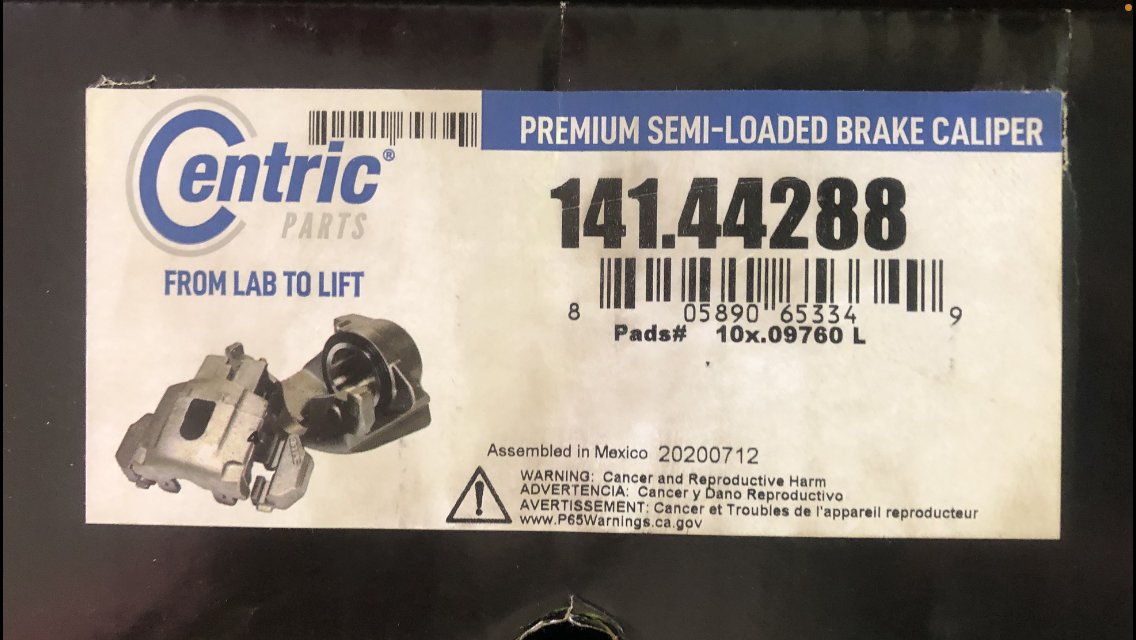 Centric®
PARTS
FROM LAB TO LIFT
PREMIUM SEMI-LOADED BRAKE CALIPER
141.44288
8 05890 65334 9
Pads# 10x.09760 L
Assembled in Mexico 20200712
WARNING: Cancer and Reproductive Harm
ADVERTENCIA: Cancer y Dano Reproductivo
AVERTISSEMENT: Cancer et Troubles de l'appareil reproducteur
www.P65Warnings.ca.gov